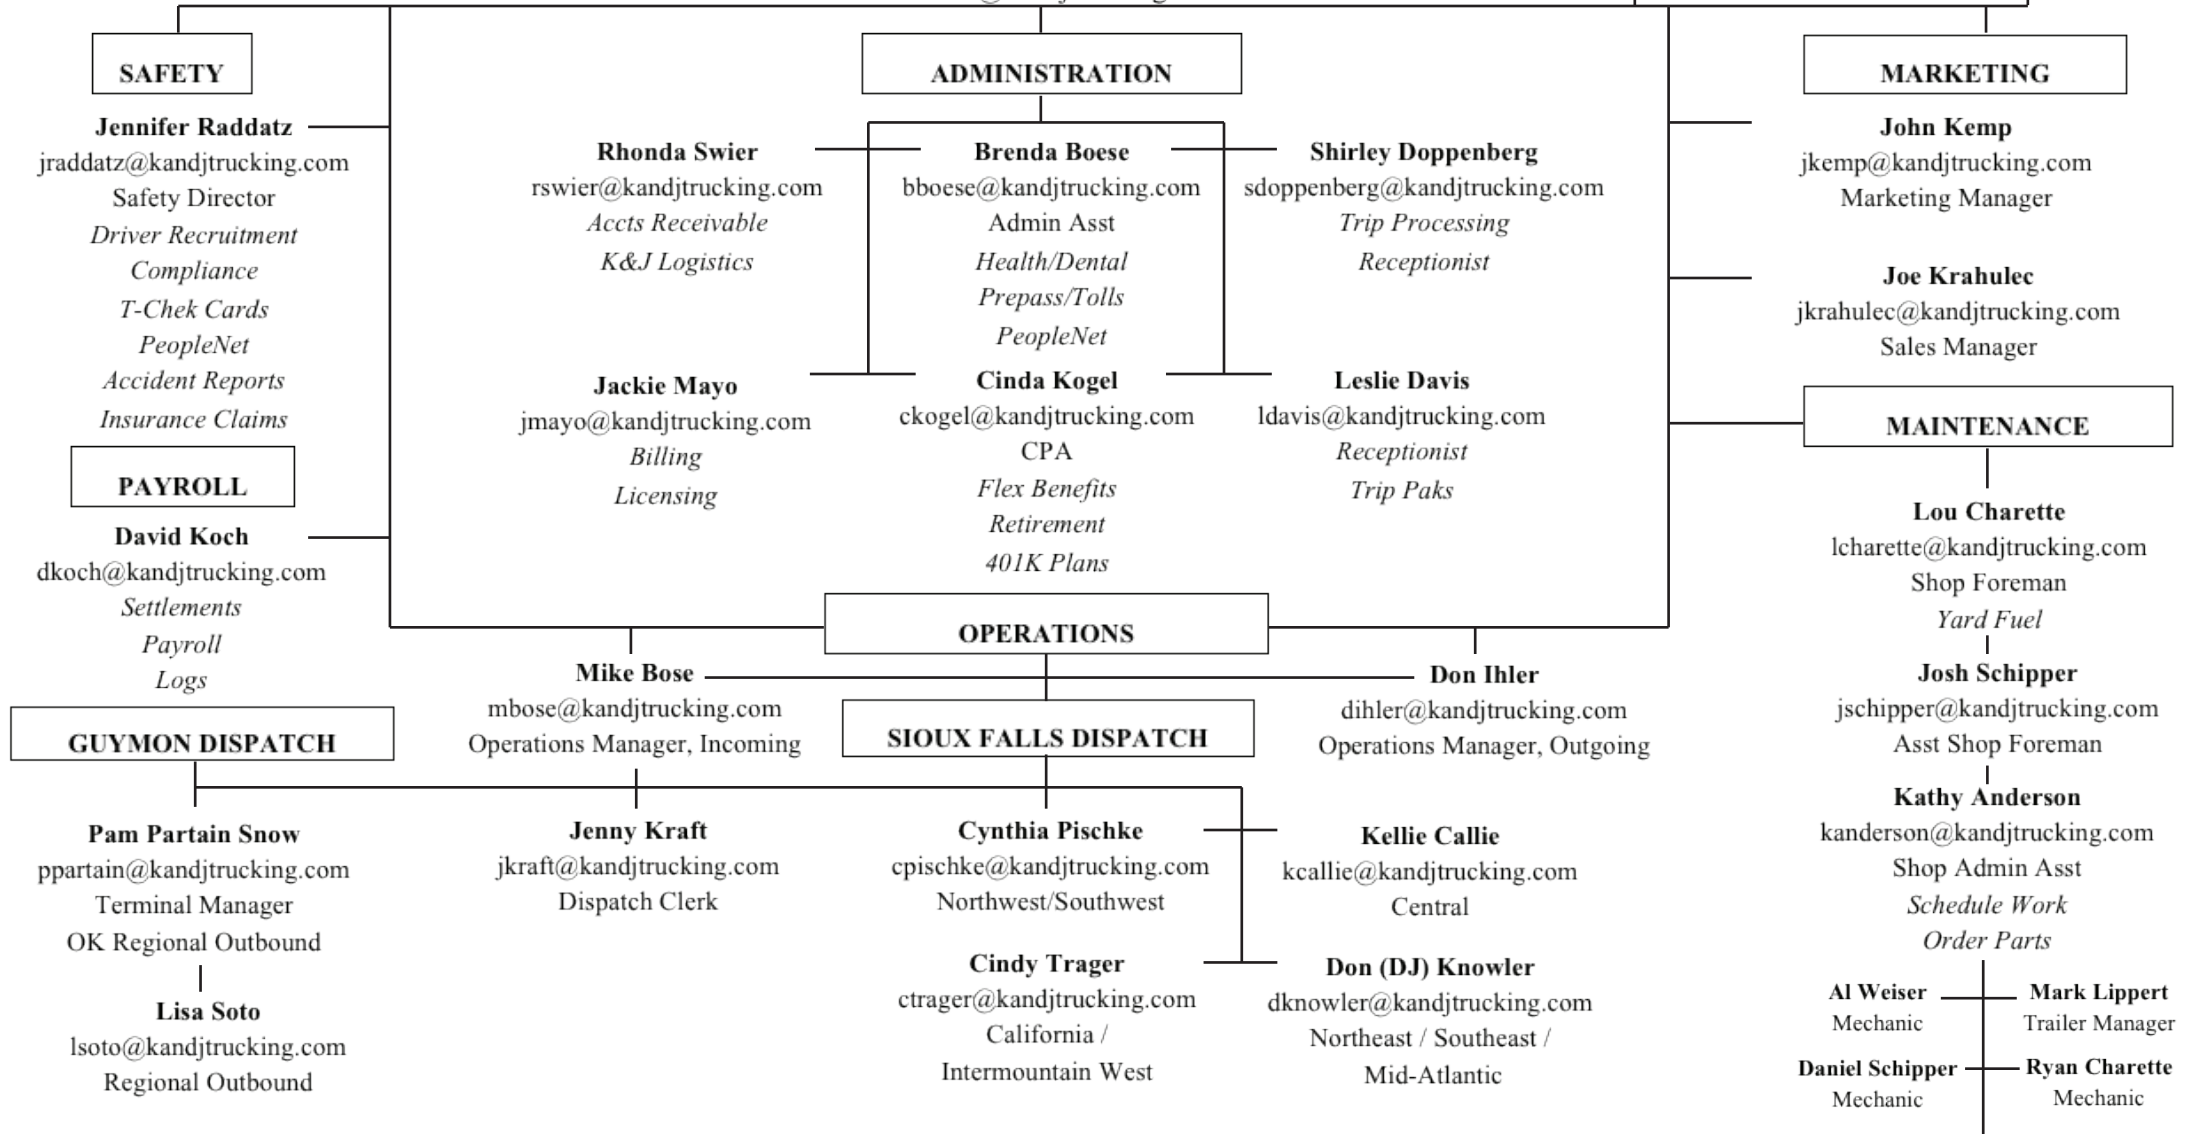 SAFETY
Jennifer Raddatz
jraddatz@kandjtrucking.com
Safety Director
Driver Recruitment
Compliance
T-Chek Cards
PeopleNet
Accident Reports
Insurance Claims
PAYROLL
David Koch
dkoch@kandjtrucking.com
Settlements
Payroll
Logs
GUYMON DISPATCH
Pam Partain Snow
ppartain@kandjtrucking.com
Terminal Manager
OK Regional Outbound
Lisa Soto
lsoto@kandjtrucking.com
Regional Outbound
ADMINISTRATION
Rhonda Swier
rswier@kandjtrucking.com
Accts Receivable
K&J Logistics
Brenda Boese
bboese@kandjtrucking.com
Admin Asst
Health/Dental
Prepass/Tolls
PeopleNet
Shirley Doppenberg
sdoppenberg@kandjtrucking.com
Trip Processing
Receptionist
Jackie Mayo
jmayo@kandjtrucking.com
Billing
Licensing
Cinda Kogel
ckogel@kandjtrucking.com
CPA
Flex Benefits
Retirement
401K Plans
Leslie Davis
ldavis@kandjtrucking.com
Receptionist
Trip Paks
OPERATIONS
Mike Bose
mbose@kandjtrucking.com
Operations Manager, Incoming
Don Ihler
dihler@kandjtrucking.com
Operations Manager, Outgoing
SIOUX FALLS DISPATCH
Jenny Kraft
jkraft@kandjtrucking.com
Dispatch Clerk
Cynthia Pischke
cpischke@kandjtrucking.com
Northwest/Southwest
Kellie Callie
kcallie@kandjtrucking.com
Central
Cindy Trager
ctrager@kandjtrucking.com
California /
Intermountain West
Don (DJ) Knowler
dknowler@kandjtrucking.com
Northeast / Southeast /
Mid-Atlantic
MARKETING
John Kemp
jkemp@kandjtrucking.com
Marketing Manager
Joe Krahulec
jkrahulec@kandjtrucking.com
Sales Manager
MAINTENANCE
Lou Charette
lcharette@kandjtrucking.com
Shop Foreman
Yard Fuel
Josh Schipper
jschipper@kandjtrucking.com
Asst Shop Foreman
Kathy Anderson
kanderson@kandjtrucking.com
Shop Admin Asst
Schedule Work
Order Parts
Al Weiser
Mechanic
Mark Lippert
Trailer Manager
Daniel Schipper
Mechanic
Ryan Charette
Mechanic